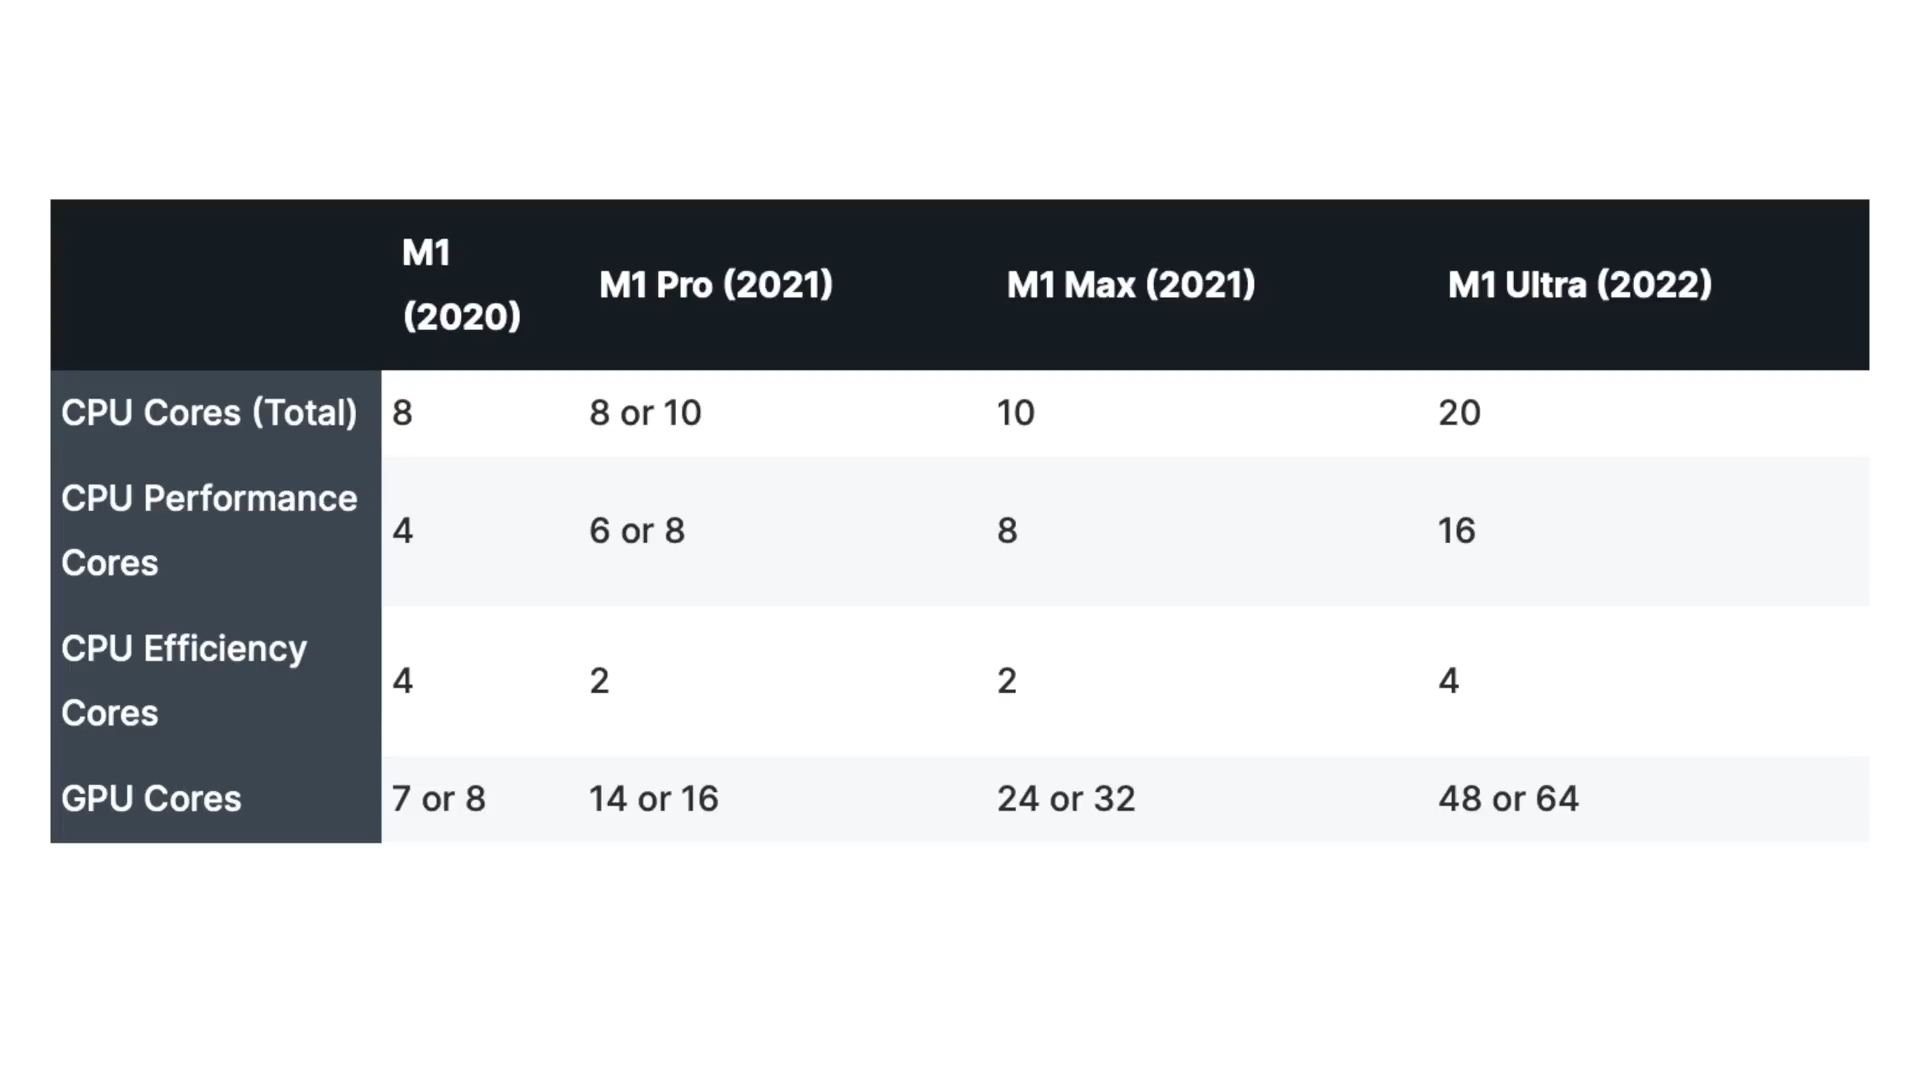 M1 (2020) M1 Pro (2021) M1 Max (2021) M1 Ultra (2022)
CPU Cores (Total) 8 8 or 10 10 20
CPU Performance Cores 4 6 or 8 8 16
CPU Efficiency Cores 4 2 2 4
GPU Cores 7 or 8 14 or 16 24 or 32 48 or 64